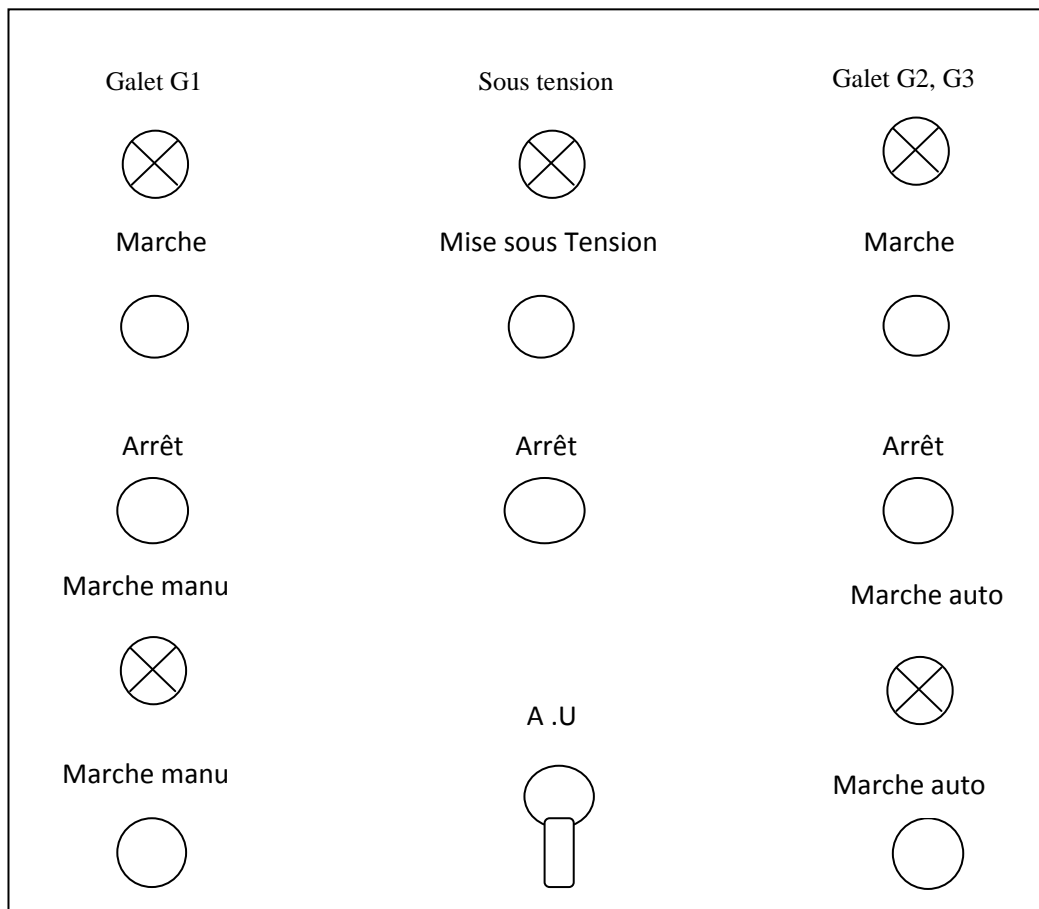 Galet G1
Sous tension
Galet G2, G3
Marche
Mise sous Tension
Marche
Arrêt
Arrêt
Arrêt
Marche manu
Marche auto
A .U
Marche manu
Marche auto